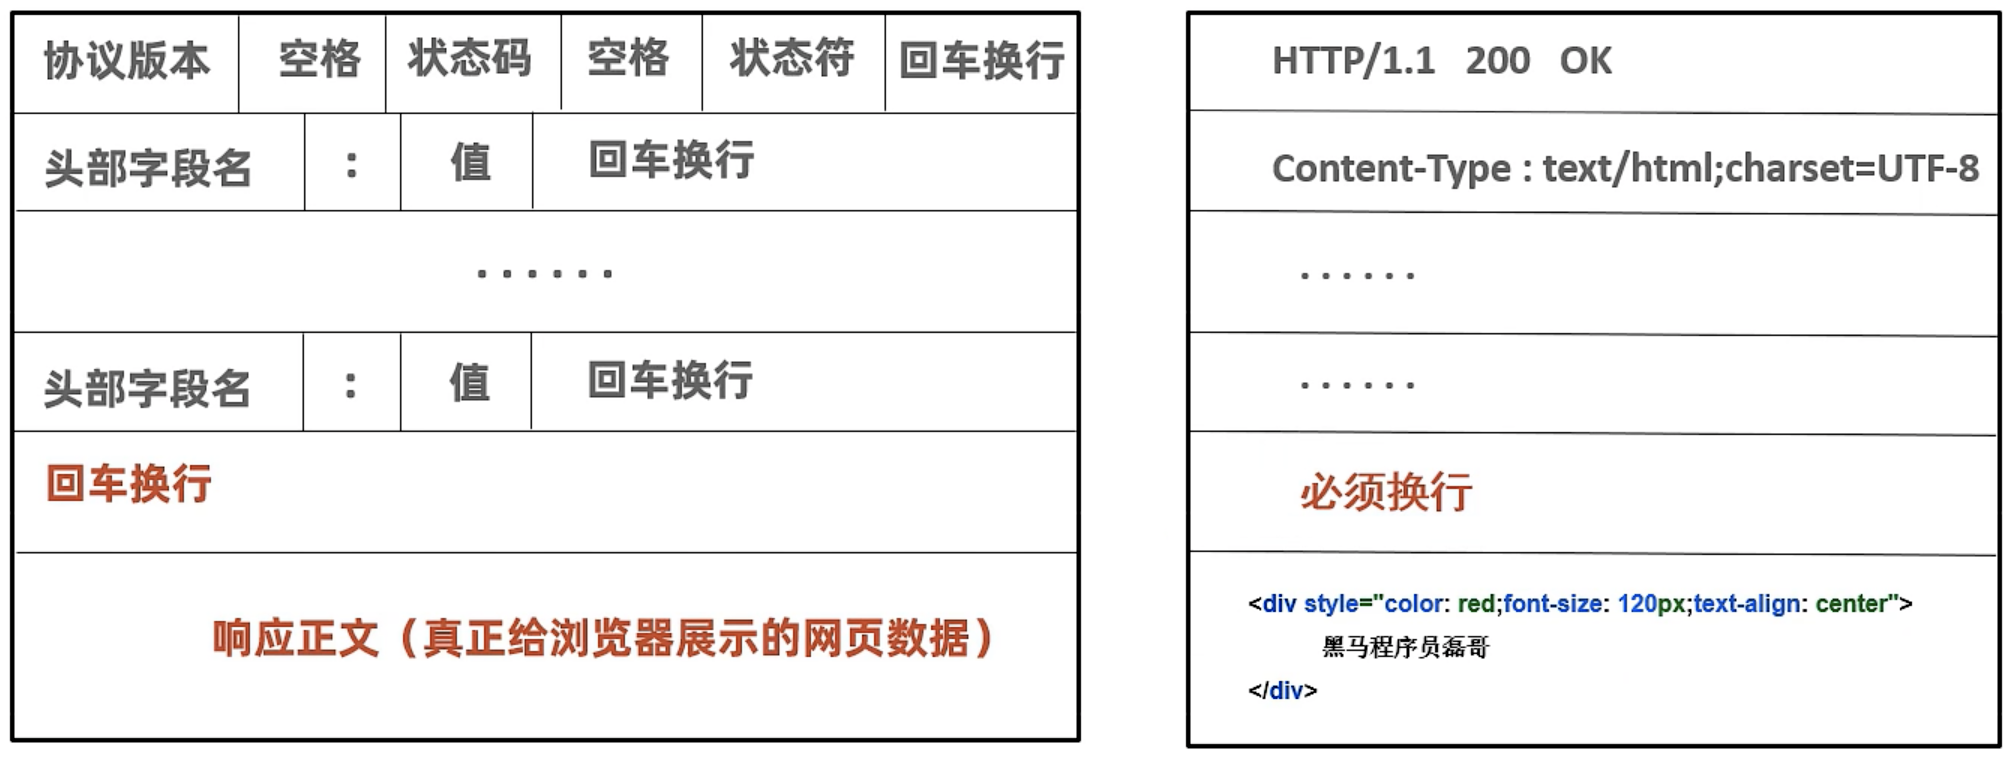 协议版本 空格 状态码 空格 状态符 回车换行
头部字段名 : 值 回车换行
......
头部字段名 : 值 回车换行
回车换行
响应正文（真正给浏览器展示的网页数据）
HTTP/1.1 200 OK
Content-Type : text/html;charset=UTF-8
......
......
必须换行
<div style="color: red;font-size: 120px;text-align: center">
黑马程序员磊哥
</div>